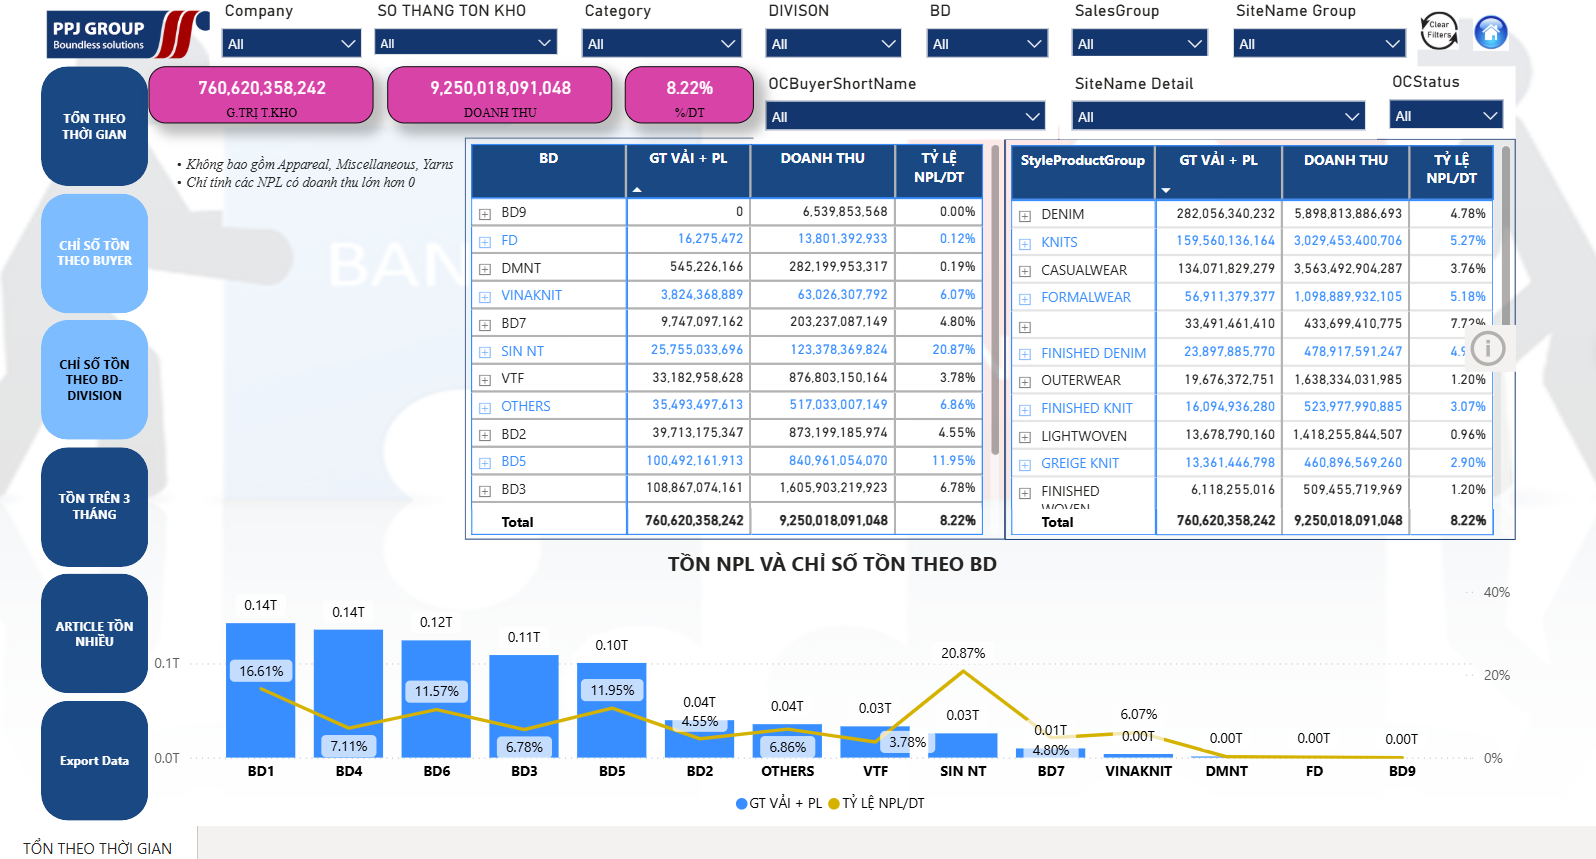 PPJ GROUP
Boundless solutions
Company
All
SO THANG TON KHO
All
Category
All
DIVISON
All
BD
All
SalesGroup
All
SiteName Group
All
Clear
Filters
OCBuyerShortName
All
SiteName Detail
All
OCStatus
All
760,620,358,242
G.TRỊ T.KHO
9,250,018,091,048
DOANH THU
8.22%
%/DT
• Không bao gồm Appareal, Miscellaneous, Yarns
• Chỉ tính các NPL có doanh thu lớn hơn 0
TỒN THEO
THỜI GIAN
CHỈ SỐ TỒN
THEO BUYER
CHỈ SỐ TỒN
THEO BD-
DIVISION
TỒN TRÊN 3
THÁNG
ARTICLE TỒN
NHIỀU
Export Data
BAN
BD GT VẢI + PL DOANH THU TỶ LỆ
NPL/DT
BD9 0 6,539,853,568 0.00%
FD 16,275,472 13,801,392,933 0.12%
DMNT 545,226,166 282,199,953,317 0.19%
VINAKNIT 3,824,368,889 63,026,307,792 6.07%
BD7 9,747,097,162 203,237,087,149 4.80%
SIN NT 25,755,033,696 123,378,369,824 20.87%
VTF 33,182,958,628 876,803,150,164 3.78%
OTHERS 35,493,497,613 517,033,007,149 6.86%
BD2 39,713,175,347 873,199,185,974 4.55%
BD5 100,492,161,913 840,961,054,070 11.95%
BD3 108,867,074,161 1,605,903,219,923 6.78%
Total 760,620,358,242 9,250,018,091,048 8.22%
StyleProductGroup GT VẢI + PL DOANH THU TỶ LỆ
NPL/DT
DENIM 282,056,340,232 5,898,813,886,693 4.78%
KNITS 159,560,136,164 3,029,453,400,706 5.27%
CASUALWEAR 134,071,829,279 3,563,492,904,287 3.76%
FORMALWEAR 56,911,379,377 1,098,889,932,105 5.18%
33,491,461,410 433,699,410,775 7.72%
FINISHED DENIM 23,897,885,770 478,917,591,247
OUTERWEAR 19,676,372,751 1,638,334,031,985 1.20%
FINISHED KNIT 16,094,936,280 523,977,990,885 3.07%
LIGHTWOVEN 13,678,790,160 1,418,255,844,507 0.96%
GREIGE KNIT 13,361,446,798 460,896,569,260 2.90%
FINISHED 6,118,255,016 509,455,719,969 1.20%
WOVEN
Total 760,620,358,242 9,250,018,091,048 8.22%
TỒN NPL VÀ CHỈ SỐ TỒN THEO BD
0.1T
0.0T
40%
20%
0%
0.14T
0.14T
0.12T
0.11T
0.10T
0.04T
0.04T
0.03T
0.03T
0.01T
0.00T
0.00T
0.00T
0.00T
16.61%
7.11%
11.57%
6.78%
11.95%
4.55%
6.86%
3.78%
20.87%
4.80%
6.07%
BD1 BD4 BD6 BD3 BD5 BD2 OTHERS VTF SIN NT BD7 VINAKNIT DMNT FD BD9
GT VẢI + PL TỶ LỆ NPL/DT
TỒN THEO THỜI GIAN